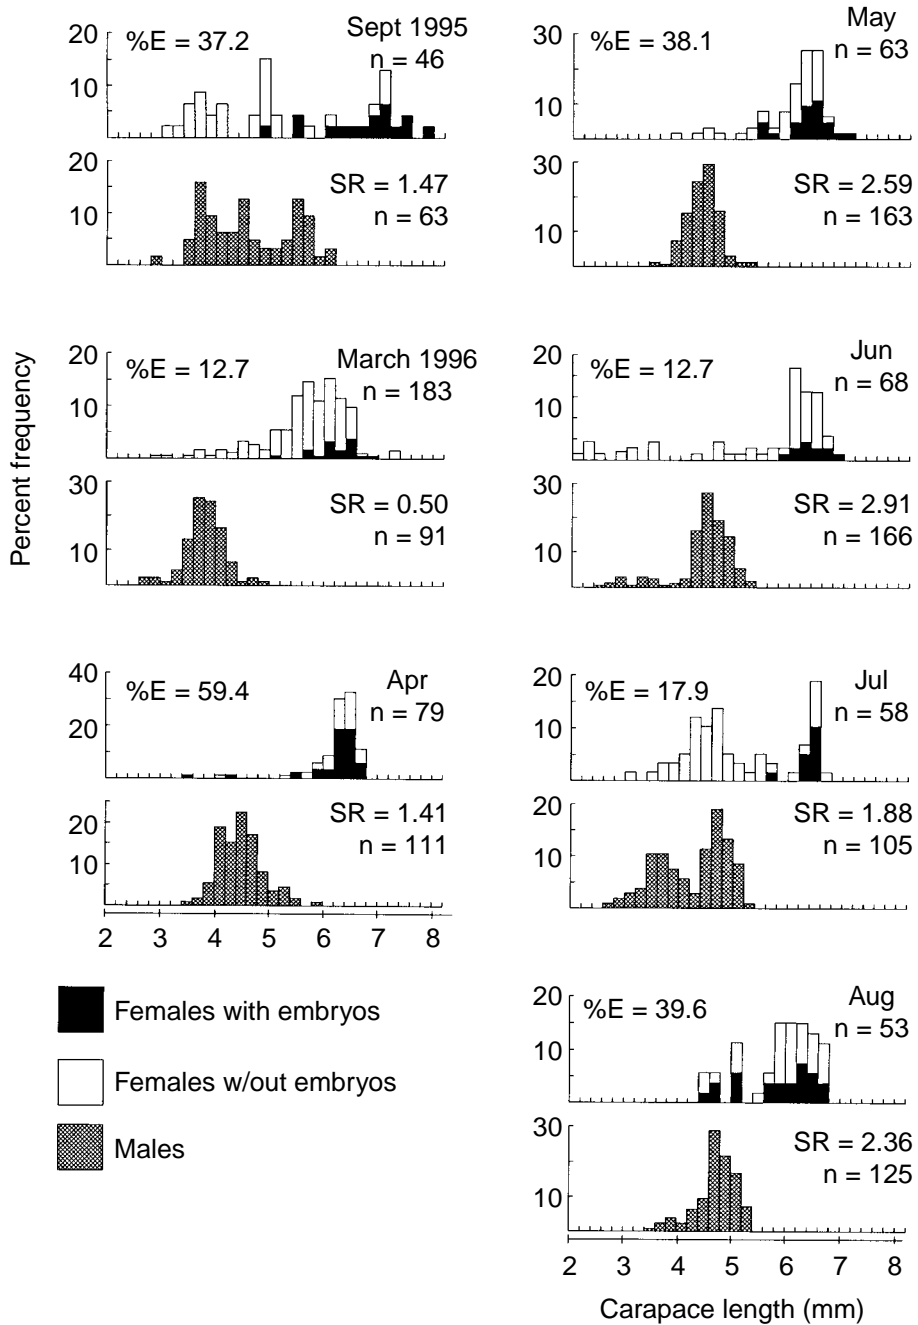 Percent frequency
Sept 1995
%E = 37.2
n = 46
20
10
20
10
SR = 1.47
n = 63
March 1996
%E = 12.7
n = 183
20
10
30
20
10
SR = 0.50
n = 91
Apr
%E = 59.4
n = 79
40
20
20
10
SR = 1.41
n = 111
2 3 4 5 6 7 8
Females with embryos
Females w/out embryos
Males
May
%E = 38.1
n = 63
30
20
10
30
20
10
SR = 2.59
n = 163
Jun
%E = 12.7
n = 68
20
10
30
20
10
SR = 2.91
n = 166
Jul
%E = 17.9
n = 58
20
10
20
10
SR = 1.88
n = 105
Aug
%E = 39.6
n = 53
20
10
30
20
10
SR = 2.36
n = 125
2 3 4 5 6 7 8
Carapace length (mm)